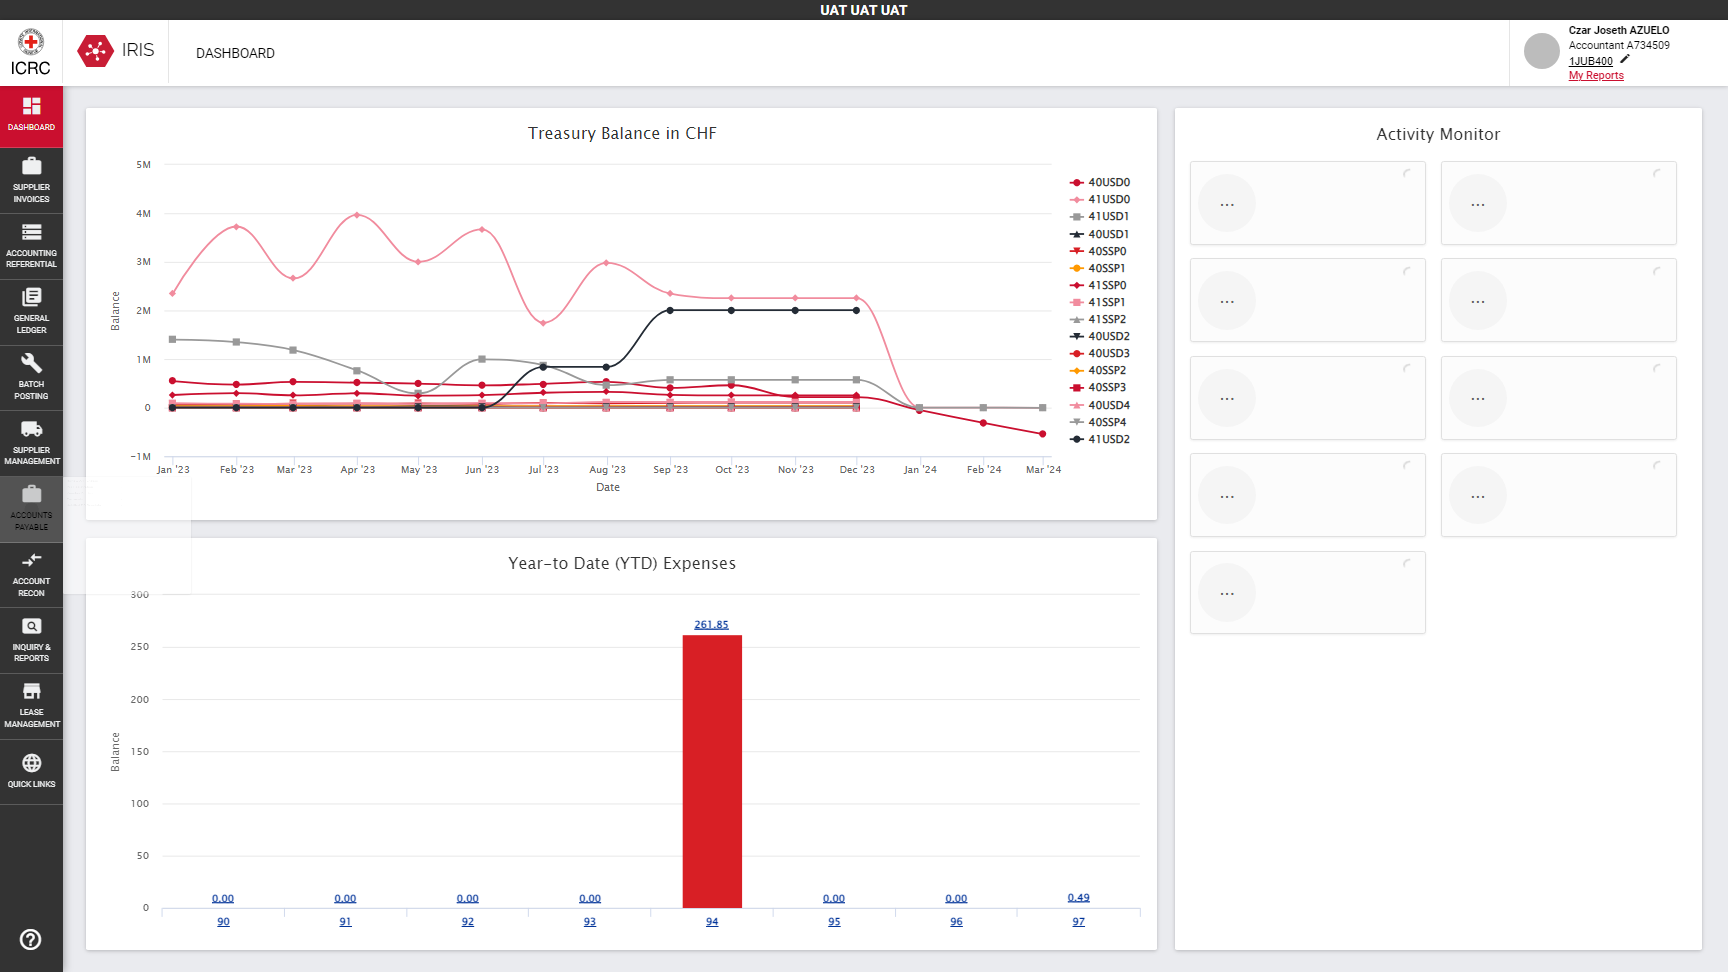 UAT UAT UAT
ICRC
IRIS
DASHBOARD
Czar Joseth AZUELO
Accountant A734509
1JUB400
My Reports
DASHBOARD
SUPPLIER
INVOICES
ACCOUNTING
REFERENTIAL
GENERAL
LEDGER
BATCH
POSTING
SUPPLIER
MANAGEMENT
ACCOUNTS
PAYABLE
ACCOUNT
RECON
INQUIRY &
REPORTS
LEASE
MANAGEMENT
QUICK LINKS
Treasury Balance in CHF
5M
4M
3M
2M
1M
0
−1M
Balance
Jan '23 Feb '23 Mar '23 Apr '23 May '23 Jun '23 Jul '23 Aug '23 Sep '23 Oct '23 Nov '23 Dec '23 Jan '24 Feb '24 Mar '24
Date
40USD0
41USD0
41USD1
40USD1
40SSP0
40SSP1
41SSP0
41SSP1
41SSP2
40USD2
40USD3
40SSP2
40SSP3
40USD4
40SSP4
41USD2
Year-to Date (YTD) Expenses
300
250
200
150
100
50
0
Balance
0.00 0.00 0.00 0.00 261.85 0.00 0.00 0.49
90 91 92 93 94 95 96 97
Activity Monitor
... ...
... ...
... ...
... ...
...